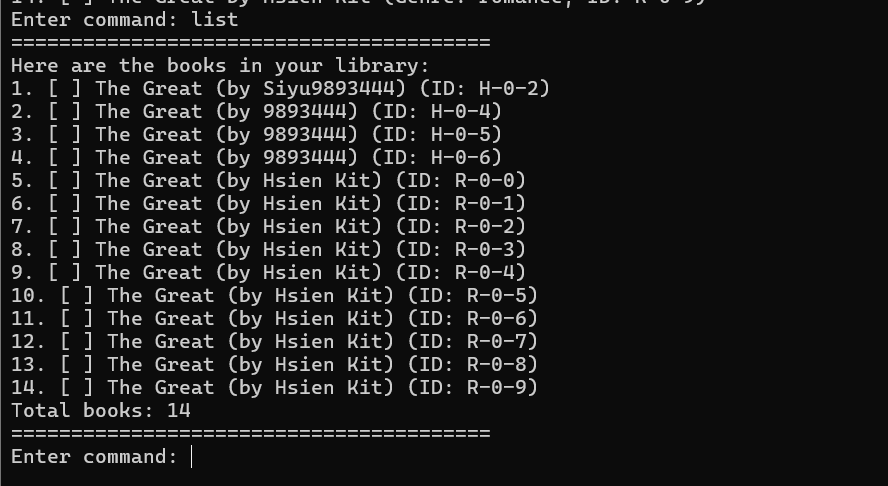 14. [ ] The Great by Hsien Kit (Genre: romance, ID: R-0-9)
Enter command: list
========================================
Here are the books in your library:
1. [ ] The Great (by Siyu9893444) (ID: H-0-2)
2. [ ] The Great (by 9893444) (ID: H-0-4)
3. [ ] The Great (by 9893444) (ID: H-0-5)
4. [ ] The Great (by 9893444) (ID: H-0-6)
5. [ ] The Great (by Hsien Kit) (ID: R-0-0)
6. [ ] The Great (by Hsien Kit) (ID: R-0-1)
7. [ ] The Great (by Hsien Kit) (ID: R-0-2)
8. [ ] The Great (by Hsien Kit) (ID: R-0-3)
9. [ ] The Great (by Hsien Kit) (ID: R-0-4)
10. [ ] The Great (by Hsien Kit) (ID: R-0-5)
11. [ ] The Great (by Hsien Kit) (ID: R-0-6)
12. [ ] The Great (by Hsien Kit) (ID: R-0-7)
13. [ ] The Great (by Hsien Kit) (ID: R-0-8)
14. [ ] The Great (by Hsien Kit) (ID: R-0-9)
Total books: 14
========================================
Enter command: